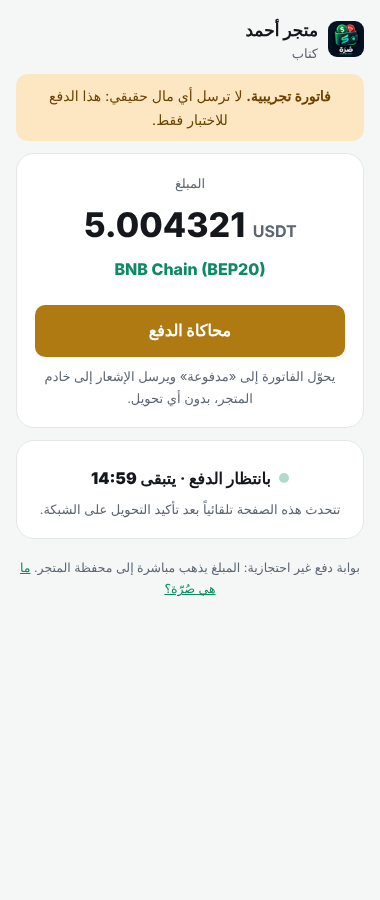 متجر أحمد
كتاب
صُرّة
فاتورة تجريبية. لا ترسل أي مال حقيقي: هذا الدفع
للاختبار فقط.
المبلغ
5.004321 USDT
BNB Chain (BEP20)
محاكاة الدفع
يحوّل الفاتورة إلى «مدفوعة» ويرسل الإشعار إلى خادم
المتجر، بدون أي تحويل.
بانتظار الدفع · يتبقى 14:59
تتحدث هذه الصفحة تلقائياً بعد تأكيد التحويل على الشبكة.
بوابة دفع غير احتجازية: المبلغ يذهب مباشرة إلى محفظة المتجر. ما
هي صُرّة؟